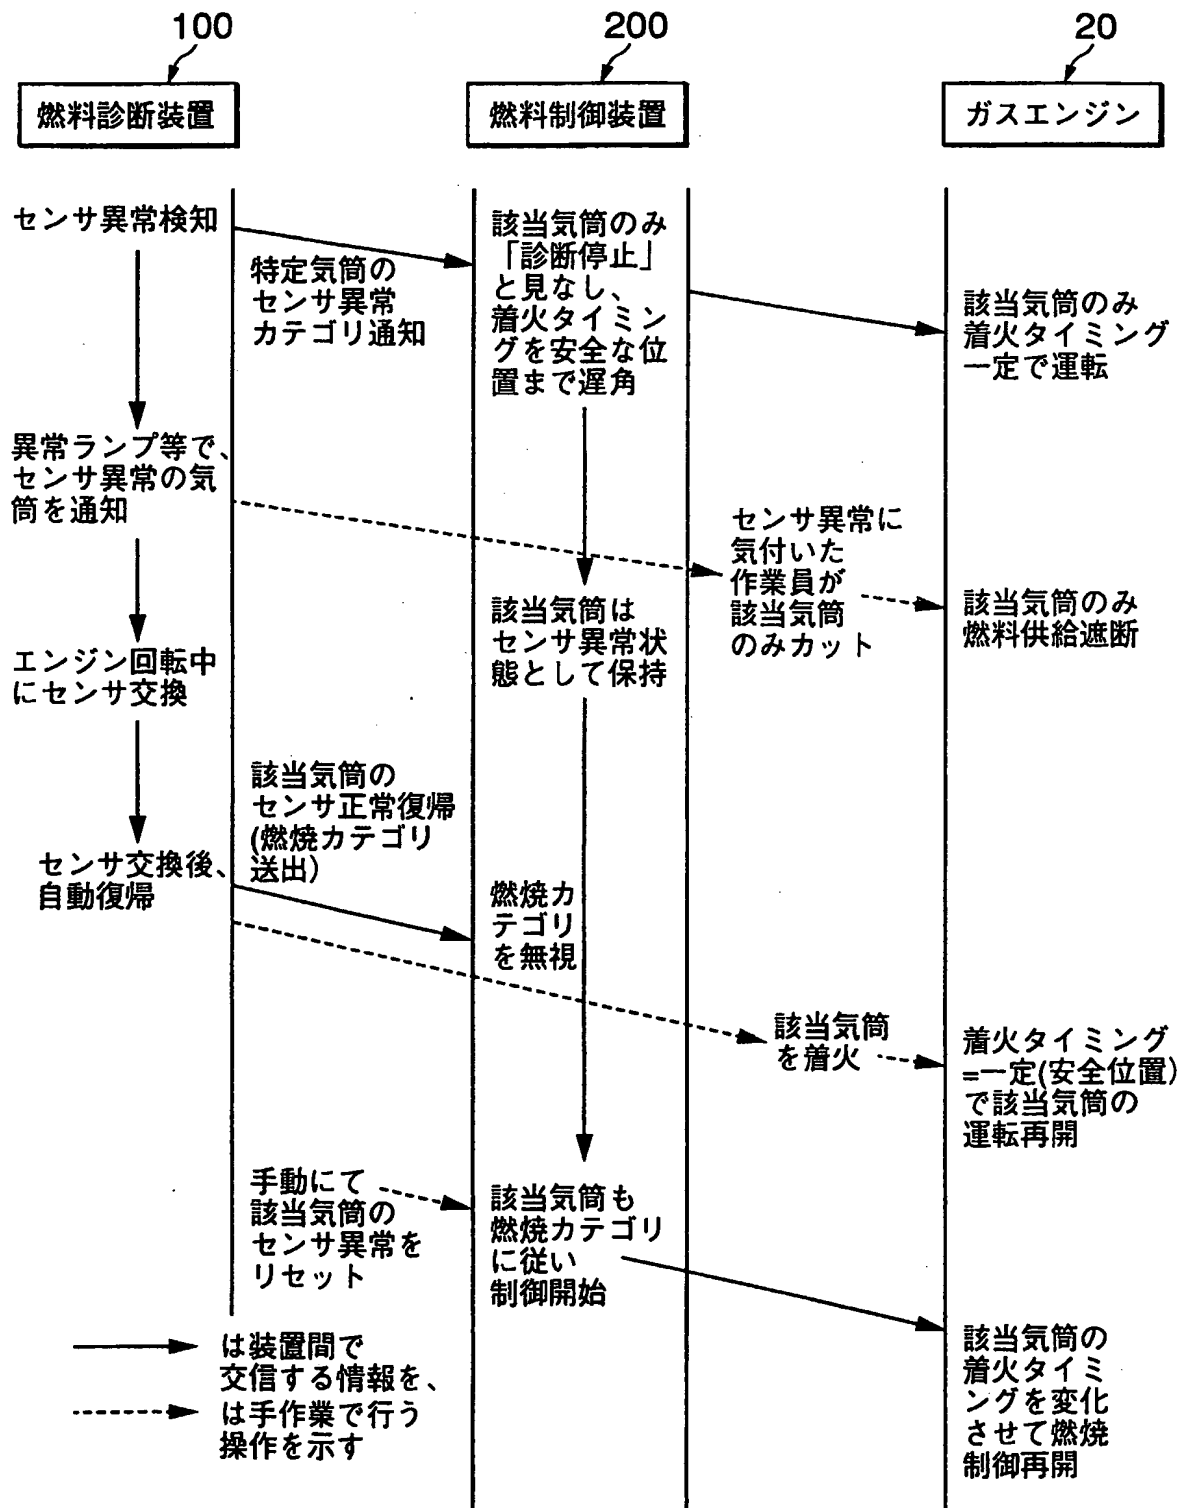 100
200
20
燃料診断装置
燃料制御装置
ガスエンジン
センサ異常検知
特定気筒の
センサ異常
カテゴリ通知
該当気筒のみ
「診断停止」
と見なし、
着火タイミン
グを安全な位
置まで遅角
該当気筒のみ
着火タイミング
一定で運転
異常ランプ等で、
センサ異常の気
筒を通知
センサ異常に
気付いた
作業員が
該当気筒
のみカット
該当気筒のみ
燃料供給遮断
該当気筒は
センサ異常状
態として保持
エンジン回転中
にセンサ交換
該当気筒の
センサ正常復帰
(燃焼カテゴリ
送出)
センサ交換後、
自動復帰
燃焼カ
テゴリ
を無視
該当気筒
を着火
着火タイミング
=一定(安全位置)
で該当気筒の
運転再開
手動にて
該当気筒の
センサ異常を
リセット
該当気筒も
燃焼カテゴリ
に従い
制御開始
該当気筒の
着火タイミ
ングを変化
させて燃焼
制御再開
は装置間で
交信する情報を、
は手作業で行う
操作を示す